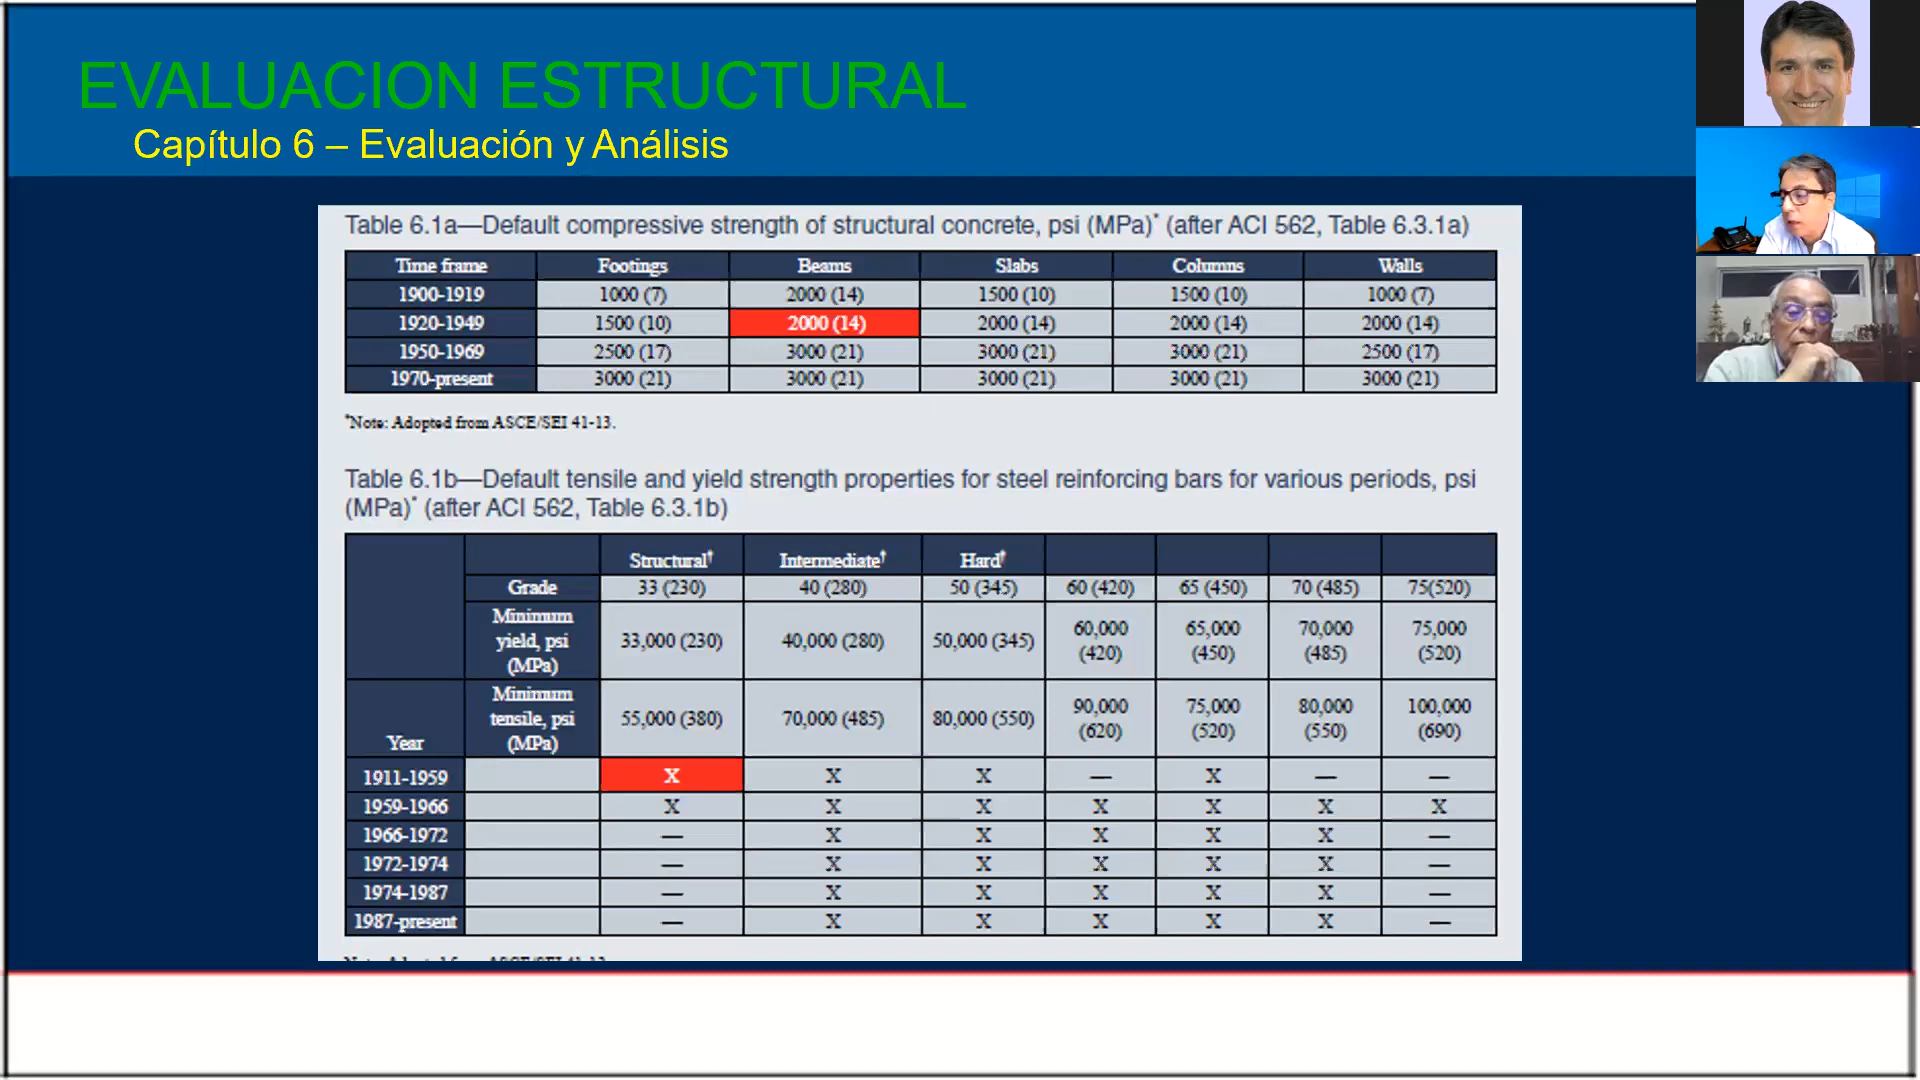 EVALUACION ESTRUCTURAL
Capítulo 6 – Evaluación y Análisis
Table 6.1a—Default compressive strength of structural concrete, psi (MPa)* (after ACI 562, Table 6.3.1a)
Time frame Footings Beams Slabs Columns Walls
1900-1919 1000 (7) 2000 (14) 1500 (10) 1500 (10) 1000 (7)
1920-1949 1500 (10) 2000 (14) 2000 (14) 2000 (14) 2000 (14)
1950-1969 2500 (17) 3000 (21) 3000 (21) 3000 (21) 2500 (17)
1970-present 3000 (21) 3000 (21) 3000 (21) 3000 (21) 3000 (21)
*Note: Adopted from ASCE/SEI 41-13.
Table 6.1b—Default tensile and yield strength properties for steel reinforcing bars for various periods, psi
(MPa)* (after ACI 562, Table 6.3.1b)
Structural† Intermediate† Hard†
Grade 33 (230) 40 (280) 50 (345) 60 (420) 65 (450) 70 (485) 75(520)
Minimum
yield, psi
(MPa)
33,000 (230) 40,000 (280) 50,000 (345) 60,000 (420) 65,000 (450) 70,000 (485) 75,000 (520)
Year
Minimum
tensile, psi
(MPa)
55,000 (380) 70,000 (485) 80,000 (550) 90,000 (620) 75,000 (520) 80,000 (550) 100,000 (690)
1911-1959 X X X — X — —
1959-1966 X X X X X X X
1966-1972 — X X X X X —
1972-1974 — X X X X X —
1974-1987 — X X X X X —
1987-present — X X X X X —